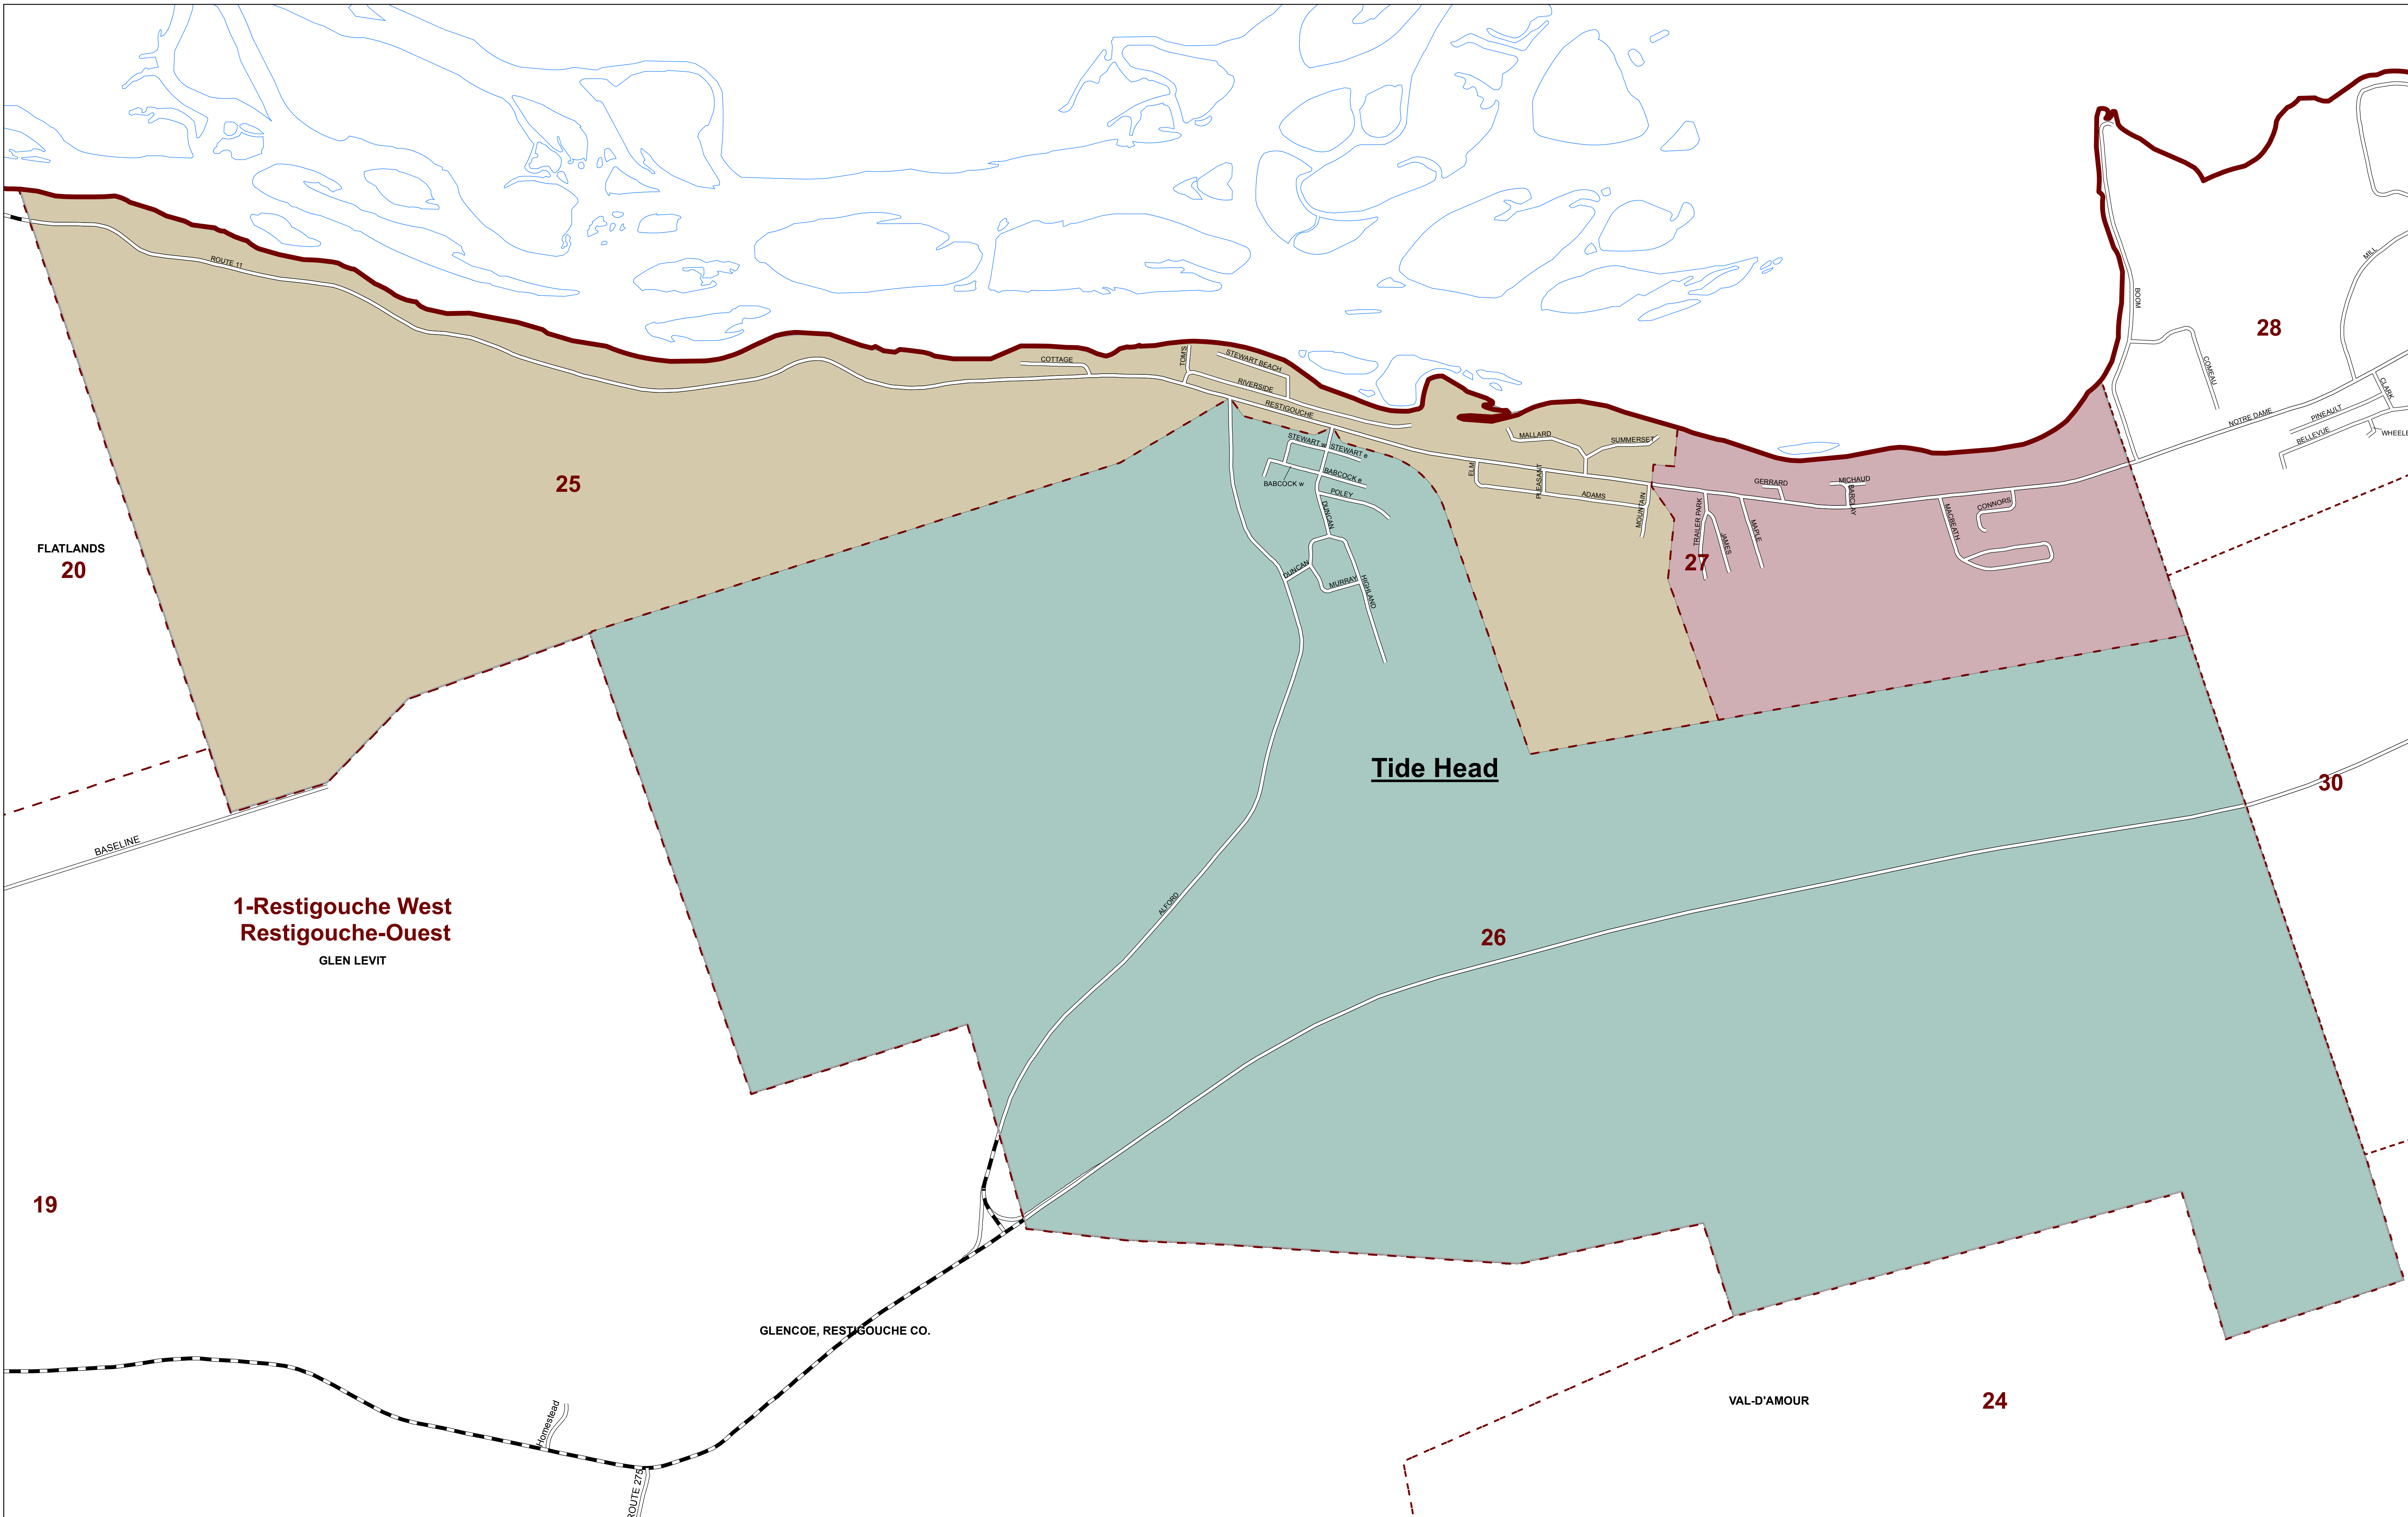 ROUTE 11
COTTAGE
TOM'S
STEWART BEACH
RIVERSIDE
RESTIGOUCHE
STEWART w
STEWART e
BABCOCK e
BABCOCK w
POLEY
DUNCAN
DUNCAN
MURRAY
HIGHLAND
MALLARD
SUMMERSET
ELM
PLEASANT
ADAMS
MOUNTAIN
TRAILER PARK
JAMES
MAPLE
GERRARD
MICHAUD
BARCLAY
MACBEATH
CONNORS
BOOM
COMEAU
MILL
CLARK
NOTRE DAME
PINEAULT
BELLEVUE
28
25
27
FLATLANDS
20
Tide Head
30
BASELINE
1-Restigouche West
Restigouche-Ouest
GLEN LEVIT
ALFORD
26
19
GLENCOE, RESTIGOUCHE CO.
VAL-D'AMOUR
24
Homestead
ROUTE 275